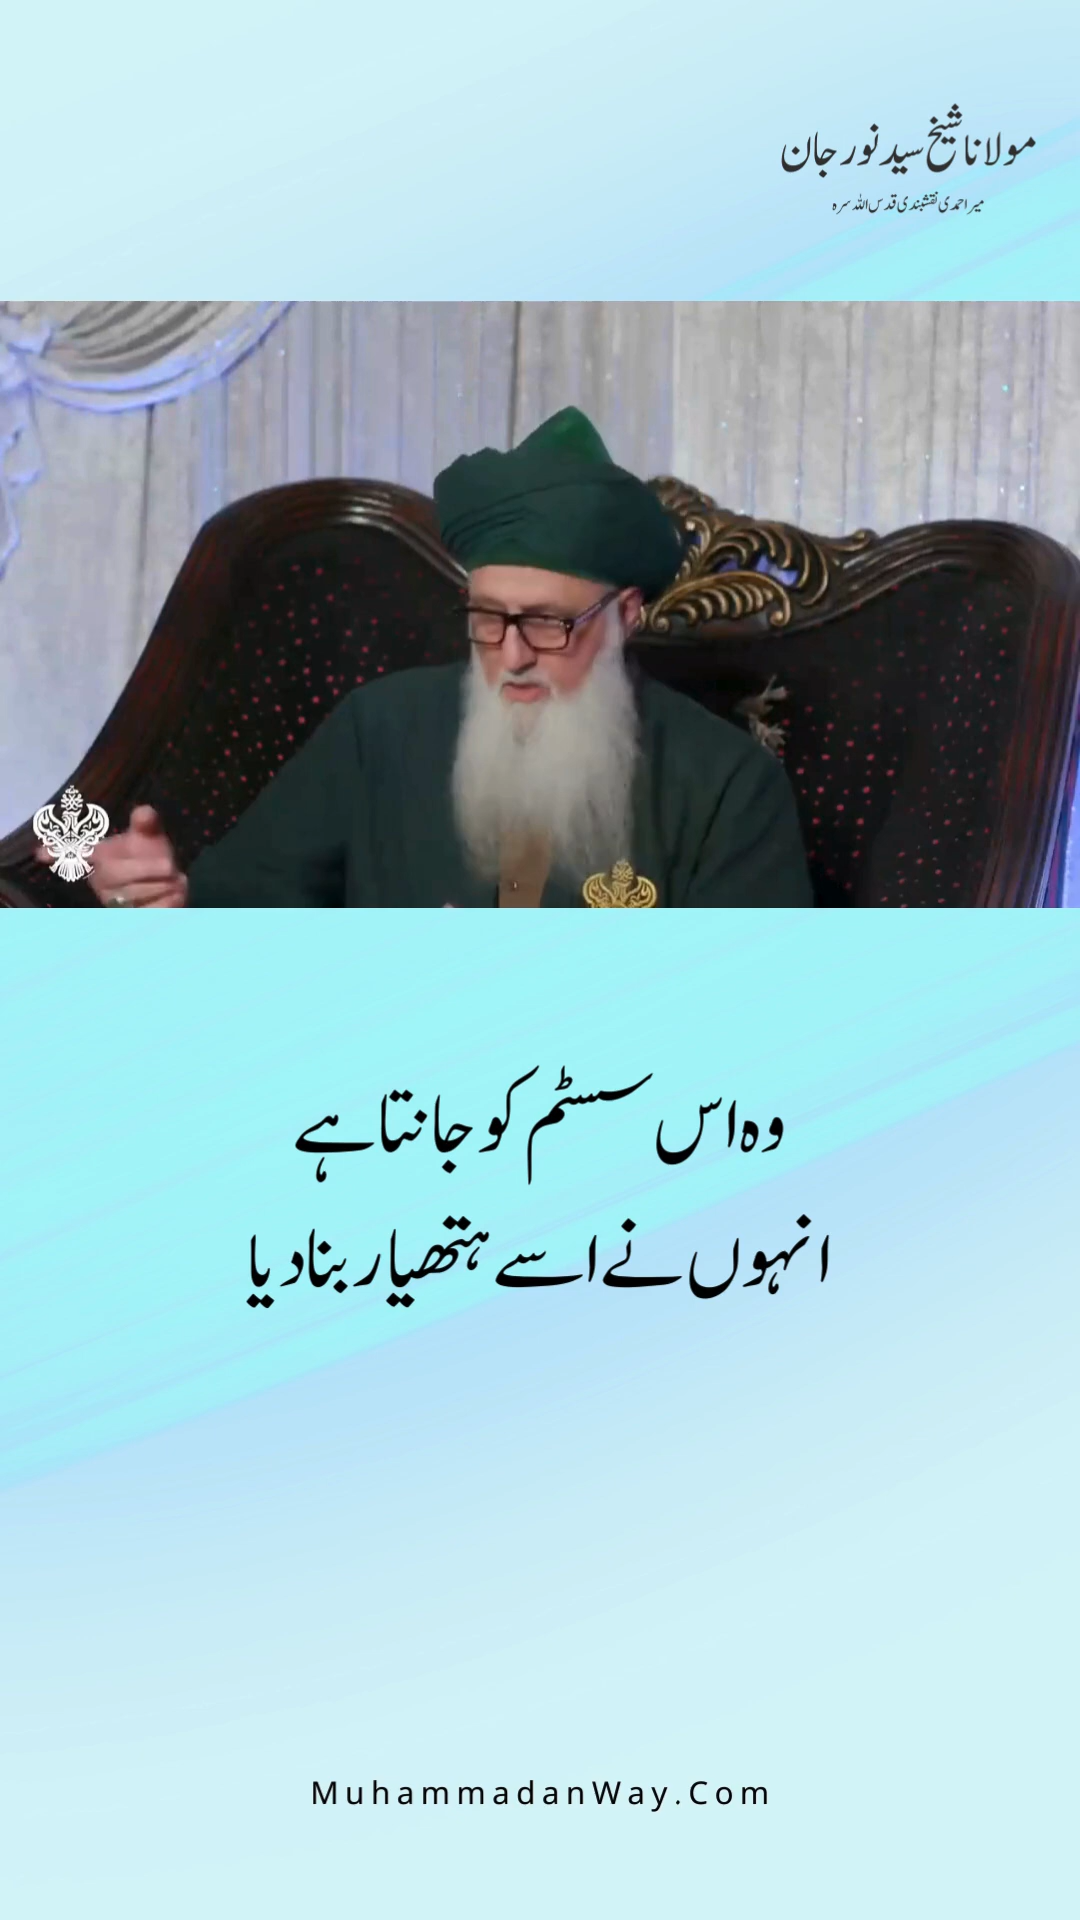 مولانا شیخ سید نور جان
میر احمدی نقشبندی قدس اللہ سرہ
وہ اس سسٹم کو جانتا ہے
انہوں نے اسے ہتھیار بنا دیا
MuhammadanWay.Com